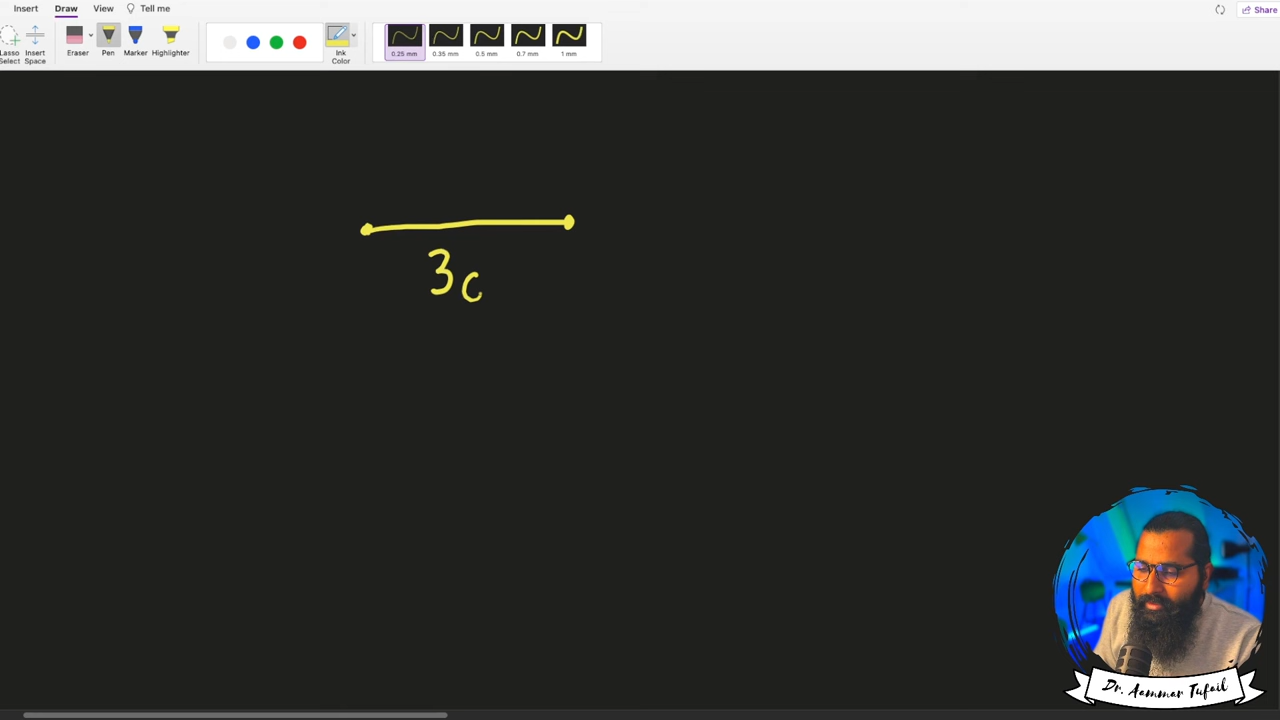 Insert Draw View Tell me
Share
Lasso Select
Insert Space
Eraser
Pen
Marker
Highlighter
Ink Color
0.25 mm
0.35 mm
0.5 mm
0.7 mm
1 mm
3c
Dr. Aammar Tufail